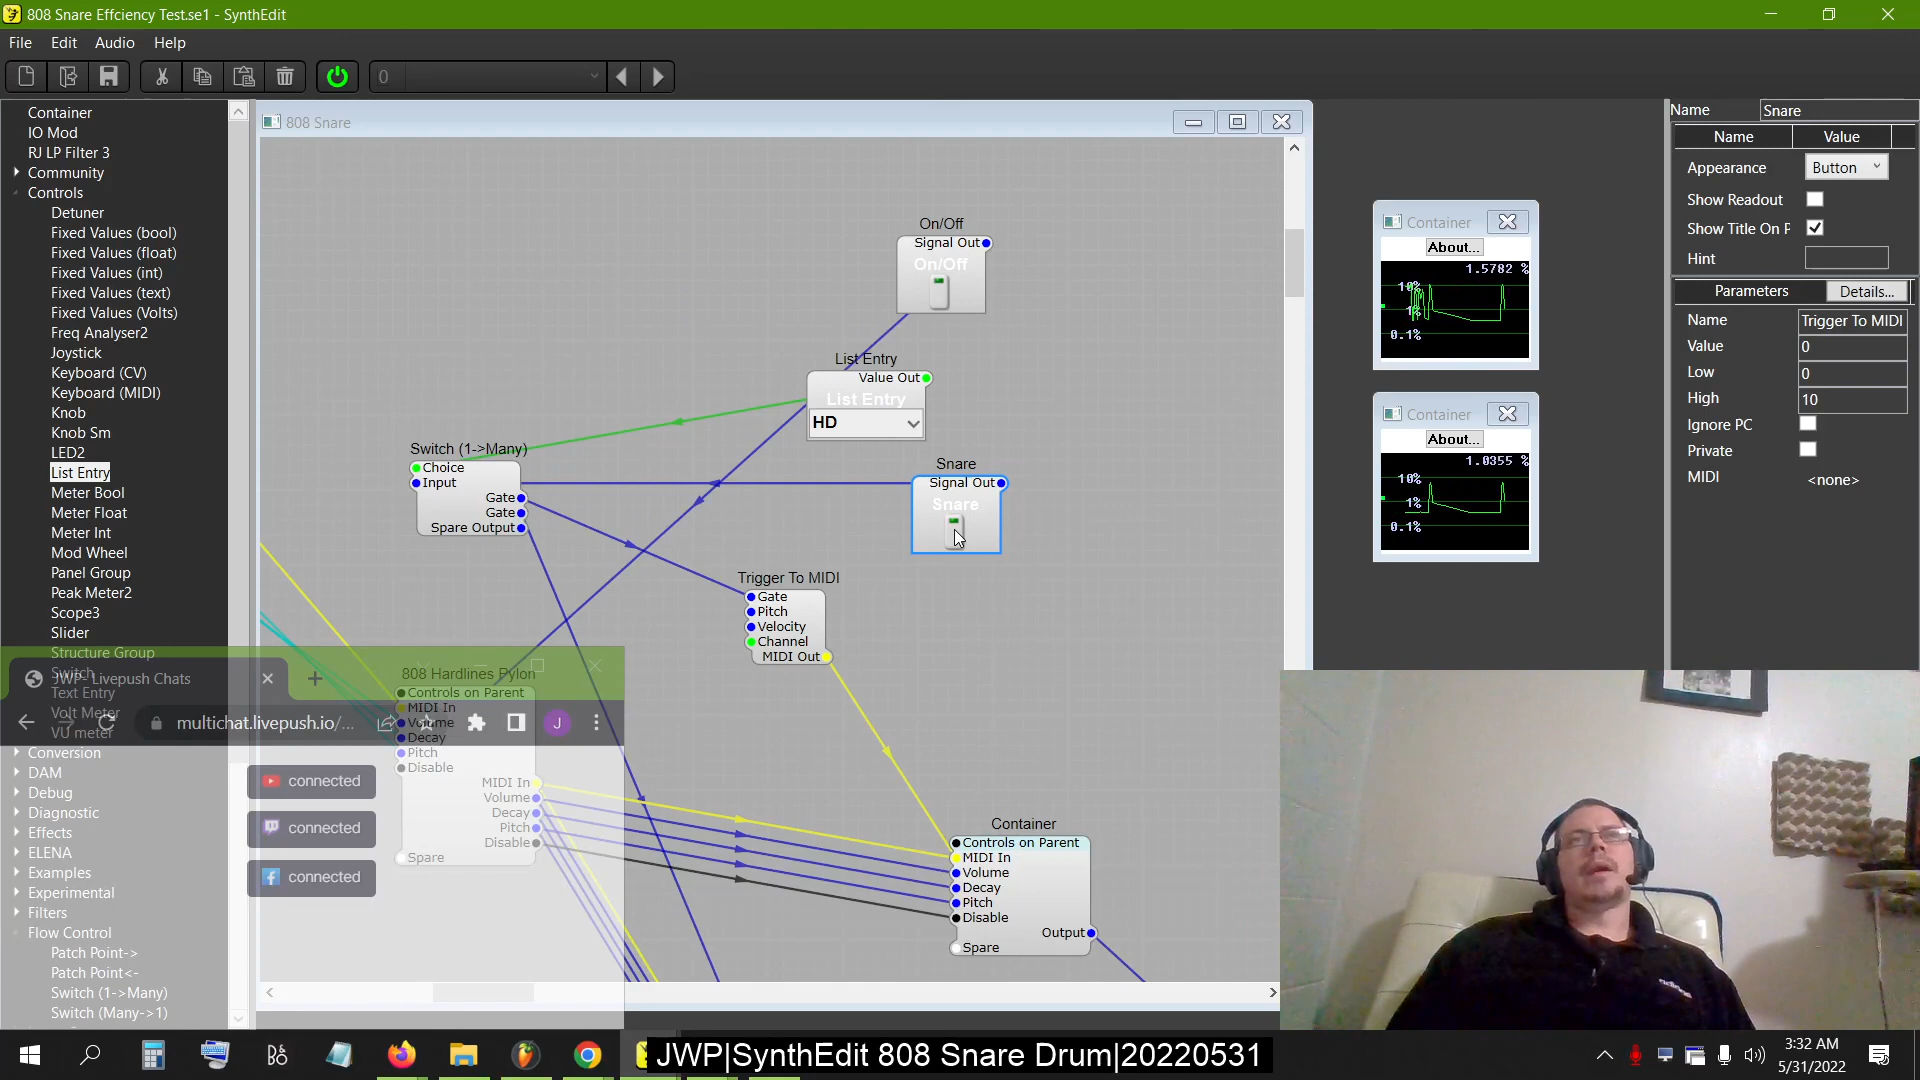 808 Snare Effciency Test.se1 - SynthEdit
File Edit Audio Help
0
Container
IO Mod
RJ LP Filter 3
Community
Controls
Detuner
Fixed Values (bool)
Fixed Values (float)
Fixed Values (int)
Fixed Values (text)
Fixed Values (Volts)
Freq Analyser2
Joystick
Keyboard (CV)
Keyboard (MIDI)
Knob
Knob Sm
LED2
List Entry
Meter Bool
Meter Float
Meter Int
Mod Wheel
Panel Group
Peak Meter2
Scope3
Slider
Structure Group
Switch
Text Entry
Volt Meter
VU meter
Conversion
DAM
Debug
Diagnostic
Effects
ELENA
Examples
Experimental
Filters
Flow Control
Patch Point->
Patch Point<-
Switch (1->Many)
Switch (Many->1)
808 Snare
On/Off
Signal Out
On/Off
List Entry
Value Out
List Entry
HD
Switch (1->Many)
Choice
Input
Gate
Gate
Spare Output
Snare
Signal Out
Snare
Trigger To MIDI
Gate
Pitch
Velocity
Channel
MIDI Out
808 Hardlines Pylon
Controls on Parent
MIDI In
Volume
Decay
Pitch
Disable
MIDI In
Volume
Decay
Pitch
Disable
Spare
Container
Controls on Parent
MIDI In
Volume
Decay
Pitch
Disable
Output
Spare
JWP - Livepush Chats
multichat.livepush.io/...
J
connected
connected
connected
Container
About...
1.5782 %
10%
1%
0.1%
Container
About...
1.0355 %
10%
1%
0.1%
Name Snare
Name Value
Appearance Button
Show Readout
Show Title On P
Hint
Parameters Details...
Name Trigger To MIDI
Value 0
Low 0
High 10
Ignore PC
Private
MIDI <none>
JWP|SynthEdit 808 Snare Drum|20220531
3:32 AM
5/31/2022